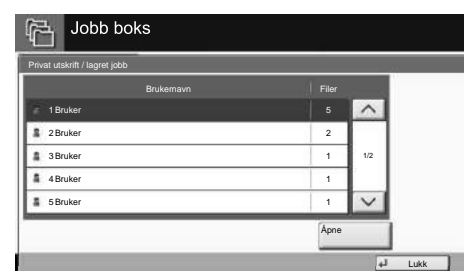 Jobb boks
Privat utskrift / lagret jobb
Brukernavn Filer
1 Bruker 5
2 Bruker 2
3 Bruker 1
4 Bruker 1
5 Bruker 1
1/2
Åpne
Lukk